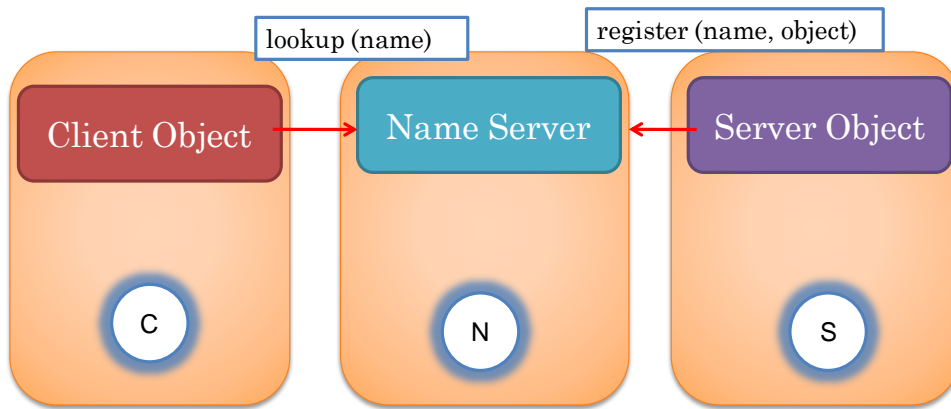 lookup (name)
register (name, object)
Client Object
Name Server
Server Object
C
N
S